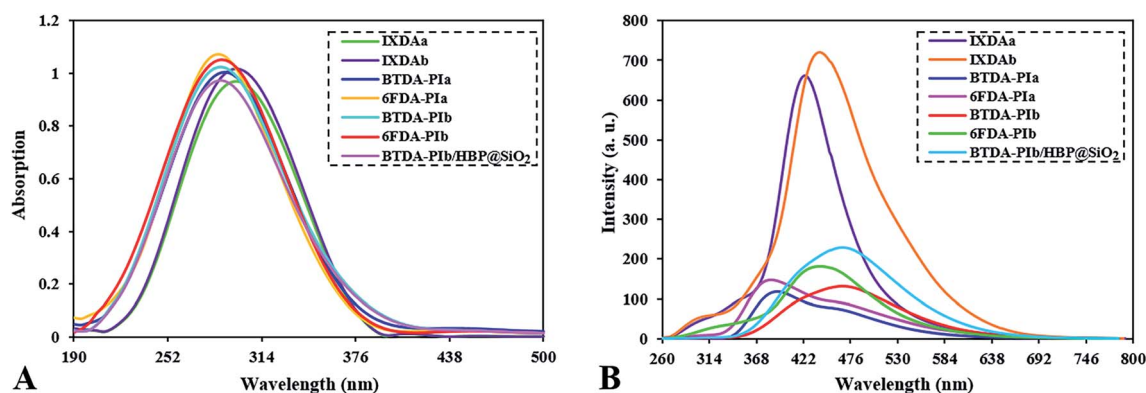 1.2
1
0.8
0.6
0.4
0.2
0
Absorption
IXDAa
IXDAb
BTDA-PIa
6FDA-PIa
BTDA-PIb
6FDA-PIb
BTDA-PIb/HBP@SiO2
190 252 314 376 438 500
Wavelength (nm)
A
800
700
600
500
400
300
200
100
0
Intensity (a. u.)
IXDAa
IXDAb
BTDA-PIa
6FDA-PIa
BTDA-PIb
6FDA-PIb
BTDA-PIb/HBP@SiO2
260 314 368 422 476 530 584 638 692 746 800
Wavelength (nm)
B